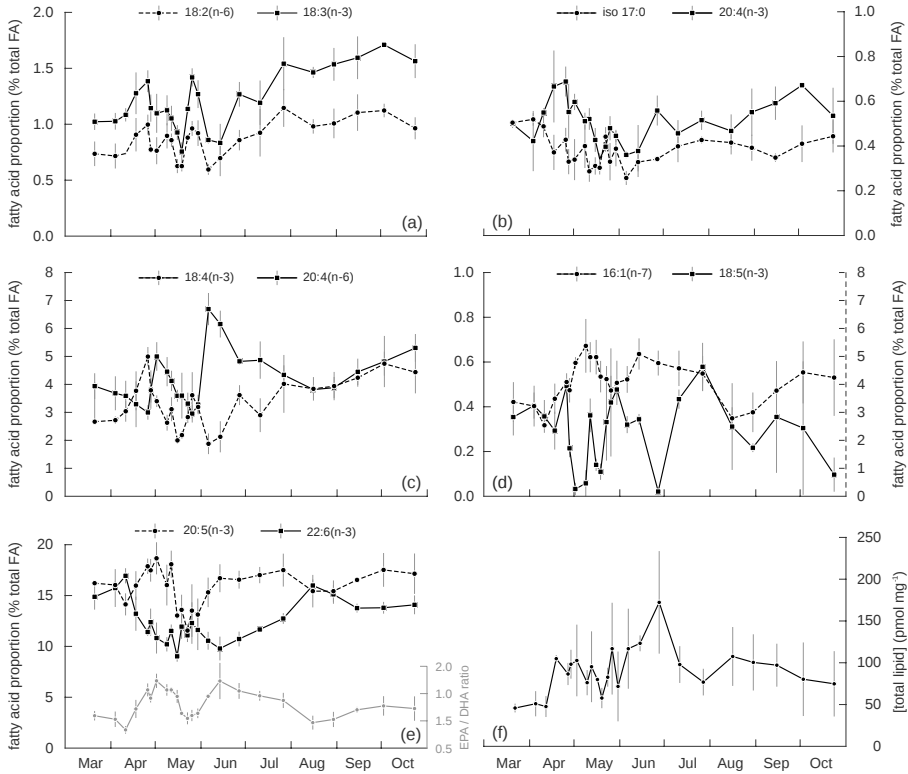 18:2(n-6) 18:3(n-3)
iso 17:0 20:4(n-3)
fatty acid proportion (% total FA)
2.0
1.5
1.0
0.5
0.0
(a)
(b)
1.0
0.8
0.6
0.4
0.2
0.0
fatty acid proportion (% total FA)
18:4(n-3) 20:4(n-6)
16:1(n-7) 18:5(n-3)
fatty acid proportion (% total FA)
8
7
6
5
4
3
2
1
0
(c)
1.0
0.8
0.6
0.4
0.2
0.0
(d)
8
7
6
5
4
3
2
1
0
fatty acid proportion (% total FA)
20:5(n-3) 22:6(n-3)
fatty acid proportion (% total FA)
20
15
10
5
0
(e)
2.0
1.0
1.5
0.5
EPA / DHA ratio
(f)
250
200
150
100
50
0
[total lipid] (pmol mg-1)
Mar Apr May Jun Jul Aug Sep Oct
Mar Apr May Jun Jul Aug Sep Oct